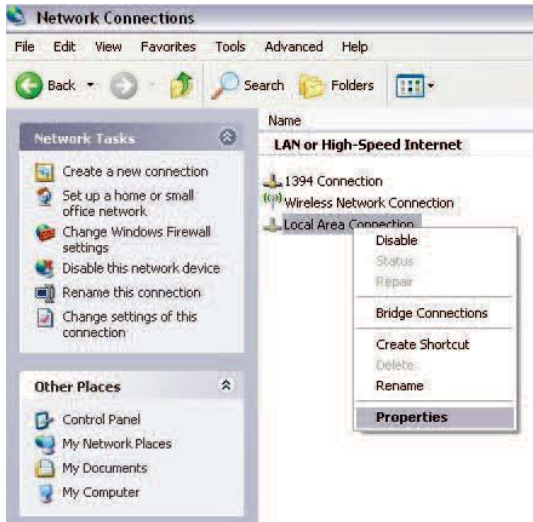 Network Connections
File Edit View Favorites Tools Advanced Help
Back Search Folders
Name
Network Tasks
LAN or High-Speed Internet
Create a new connection
Set up a home or small
office network
Change Windows Firewall
settings
Disable this network device
Rename this connection
Change settings of this
connection
1394 Connection
Wireless Network Connection
Local Area Connection
Disable
Status
Repair
Bridge Connections
Create Shortcut
Delete
Rename
Properties
Other Places
Control Panel
My Network Places
My Documents
My Computer